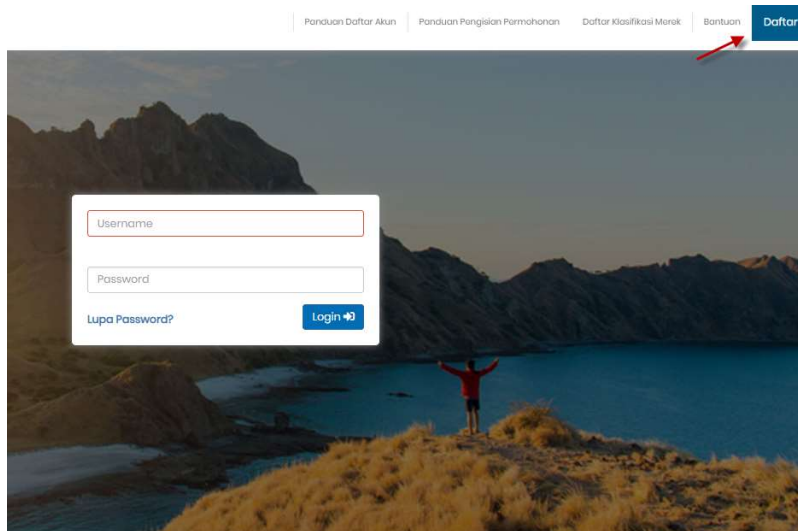 Panduan Daftar Akun
Panduan Pengisian Permohonan
Daftar Klasifikasi Merek
Bantuan
Daftar
Username
Password
Lupa Password?
Login